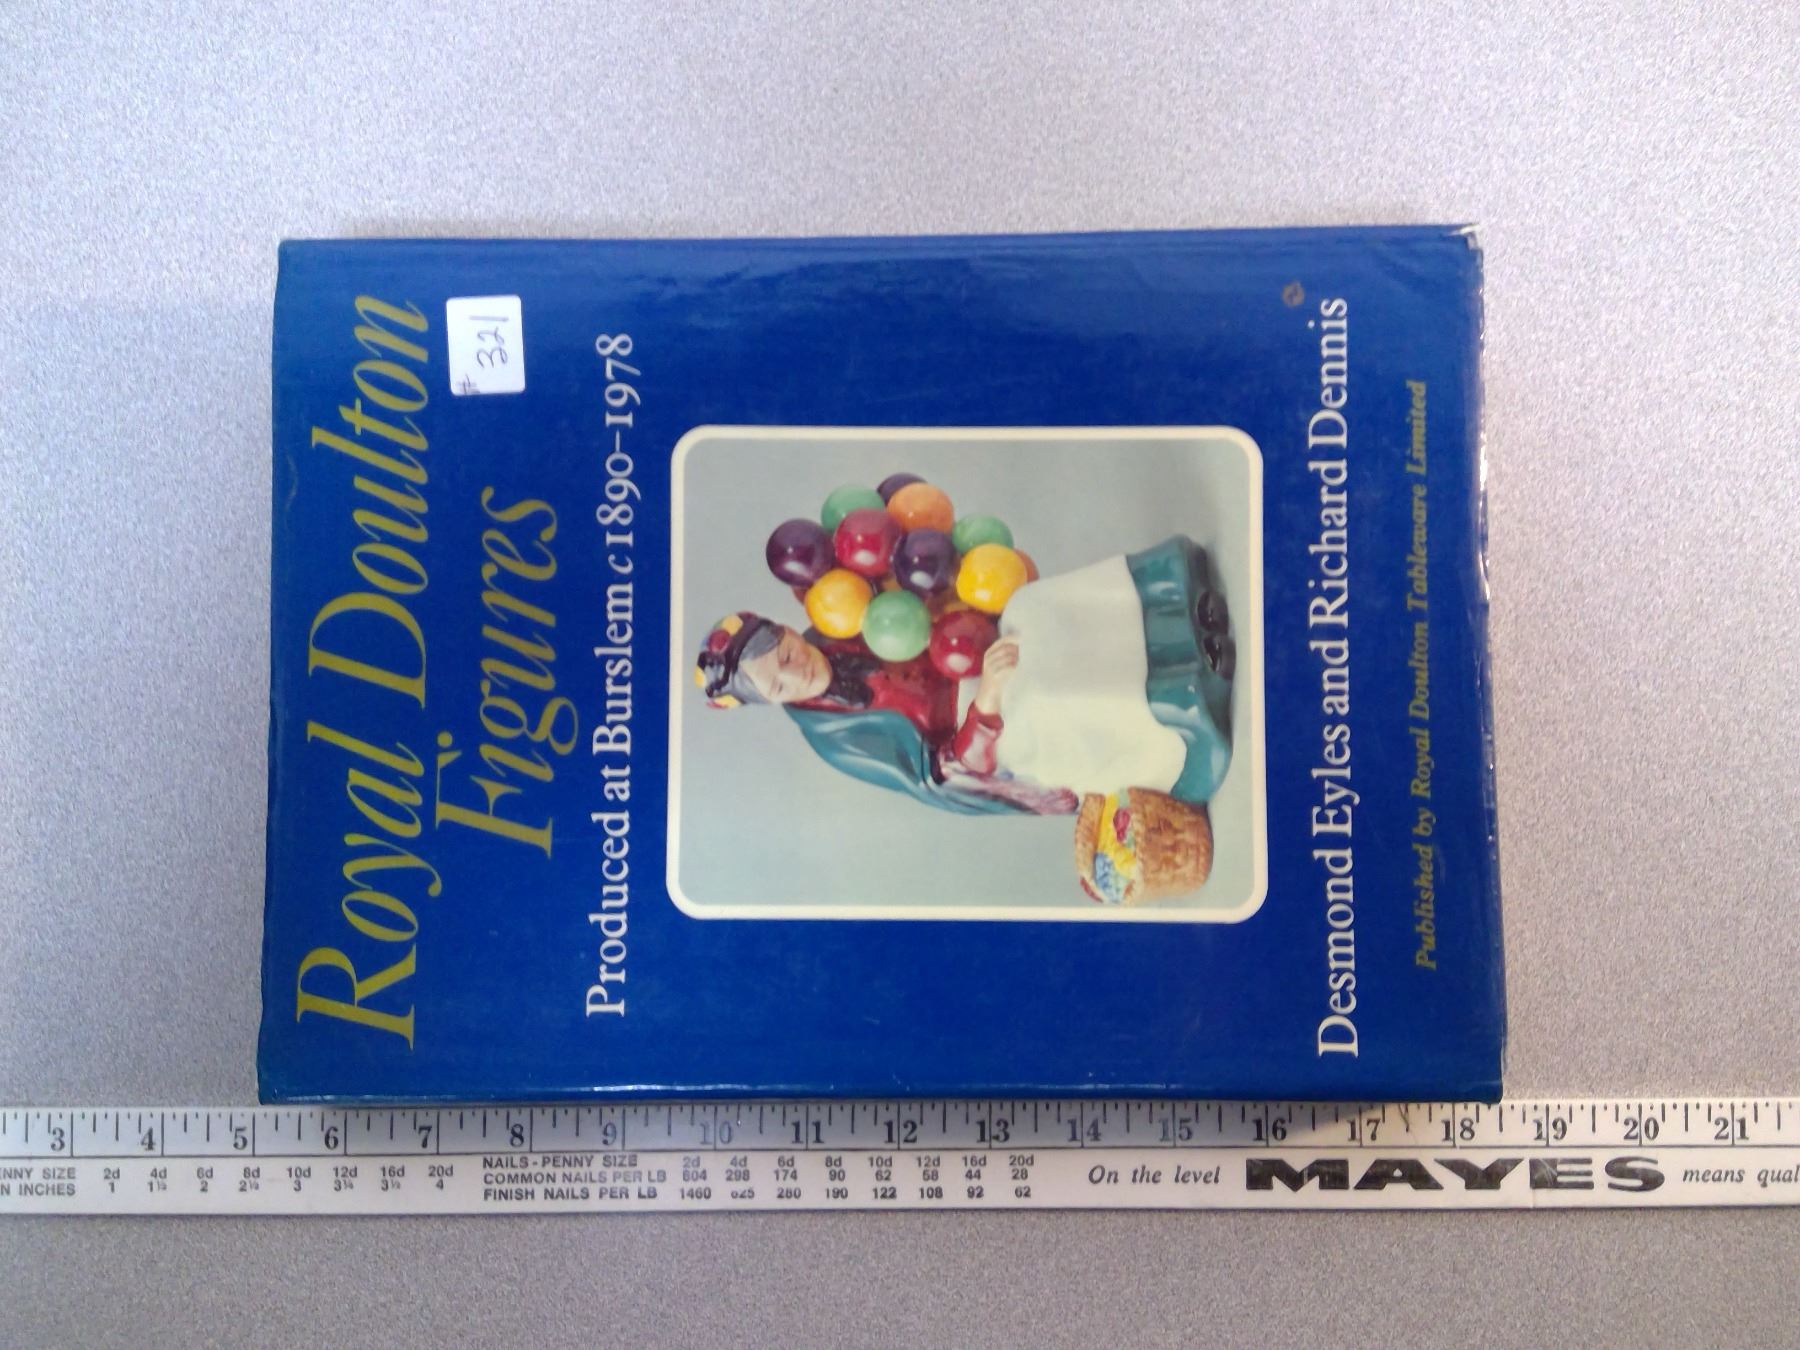 Royal Doulton
Figures
# 321
Produced at Burslem c1890–1978
Desmond Eyles and Richard Dennis
Published by Royal Doulton Tableware Limited
3 4 5 6 7 8 9 10 11 12 13 14 15 16 17 18 19 20 21
ENNY SIZE 2d 4d 6d 8d 10d 12d 16d 20d
N INCHES 1 1½ 2 2½ 3 3¼ 3½ 4
NAILS - PENNY SIZE 2d 4d 6d 8d 10d 12d 16d 20d
COMMON NAILS PER LB 804 298 174 90 62 58 44 28
FINISH NAILS PER LB 1460 625 280 190 122 108 92 62
On the level MAYES means qual